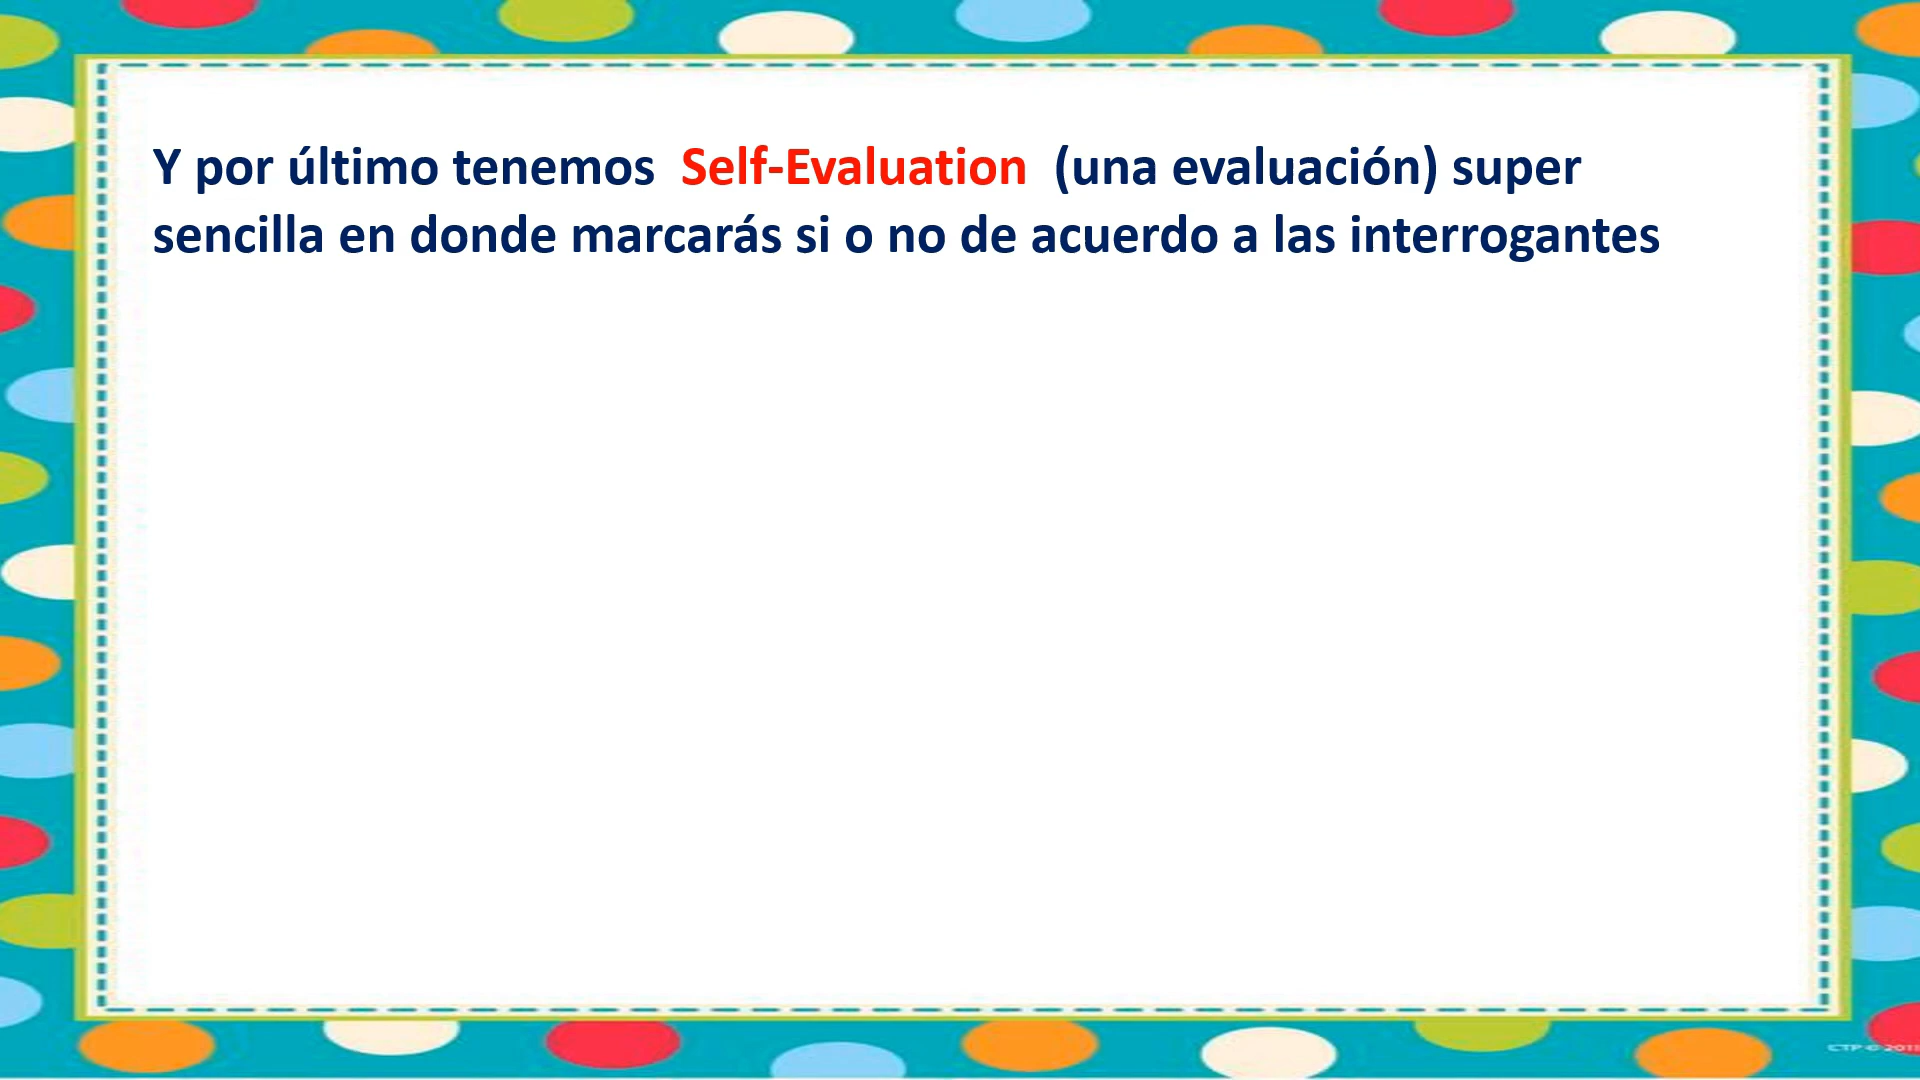 Y por último tenemos Self-Evaluation (una evaluación) super
sencilla en donde marcarás si o no de acuerdo a las interrogantes